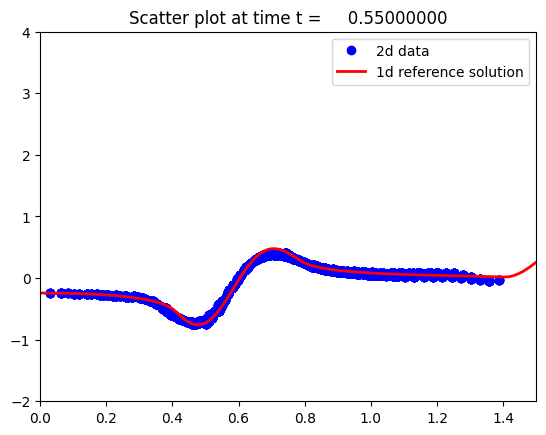 Scatter plot at time t =     0.55000000
2d data
1d reference solution
4
3
2
1
0
−1
−2
0.0 0.2 0.4 0.6 0.8 1.0 1.2 1.4